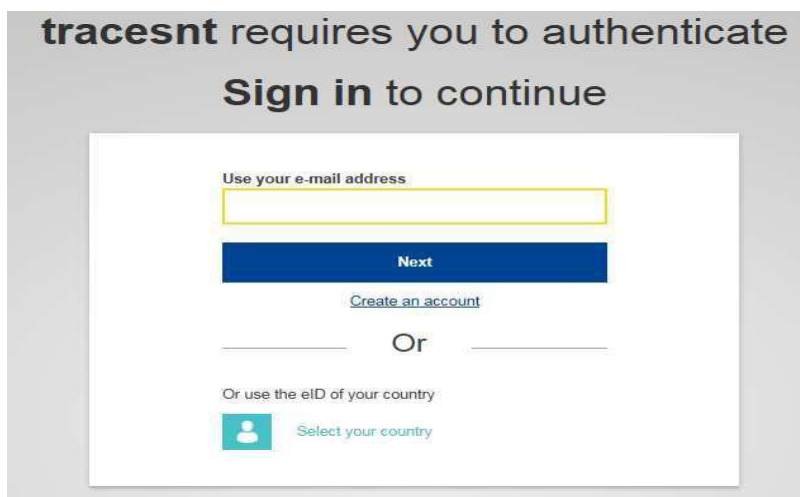 tracesnt requires you to authenticate
Sign in to continue
Use your e-mail address
Next
Create an account
Or
Or use the eID of your country
Select your country